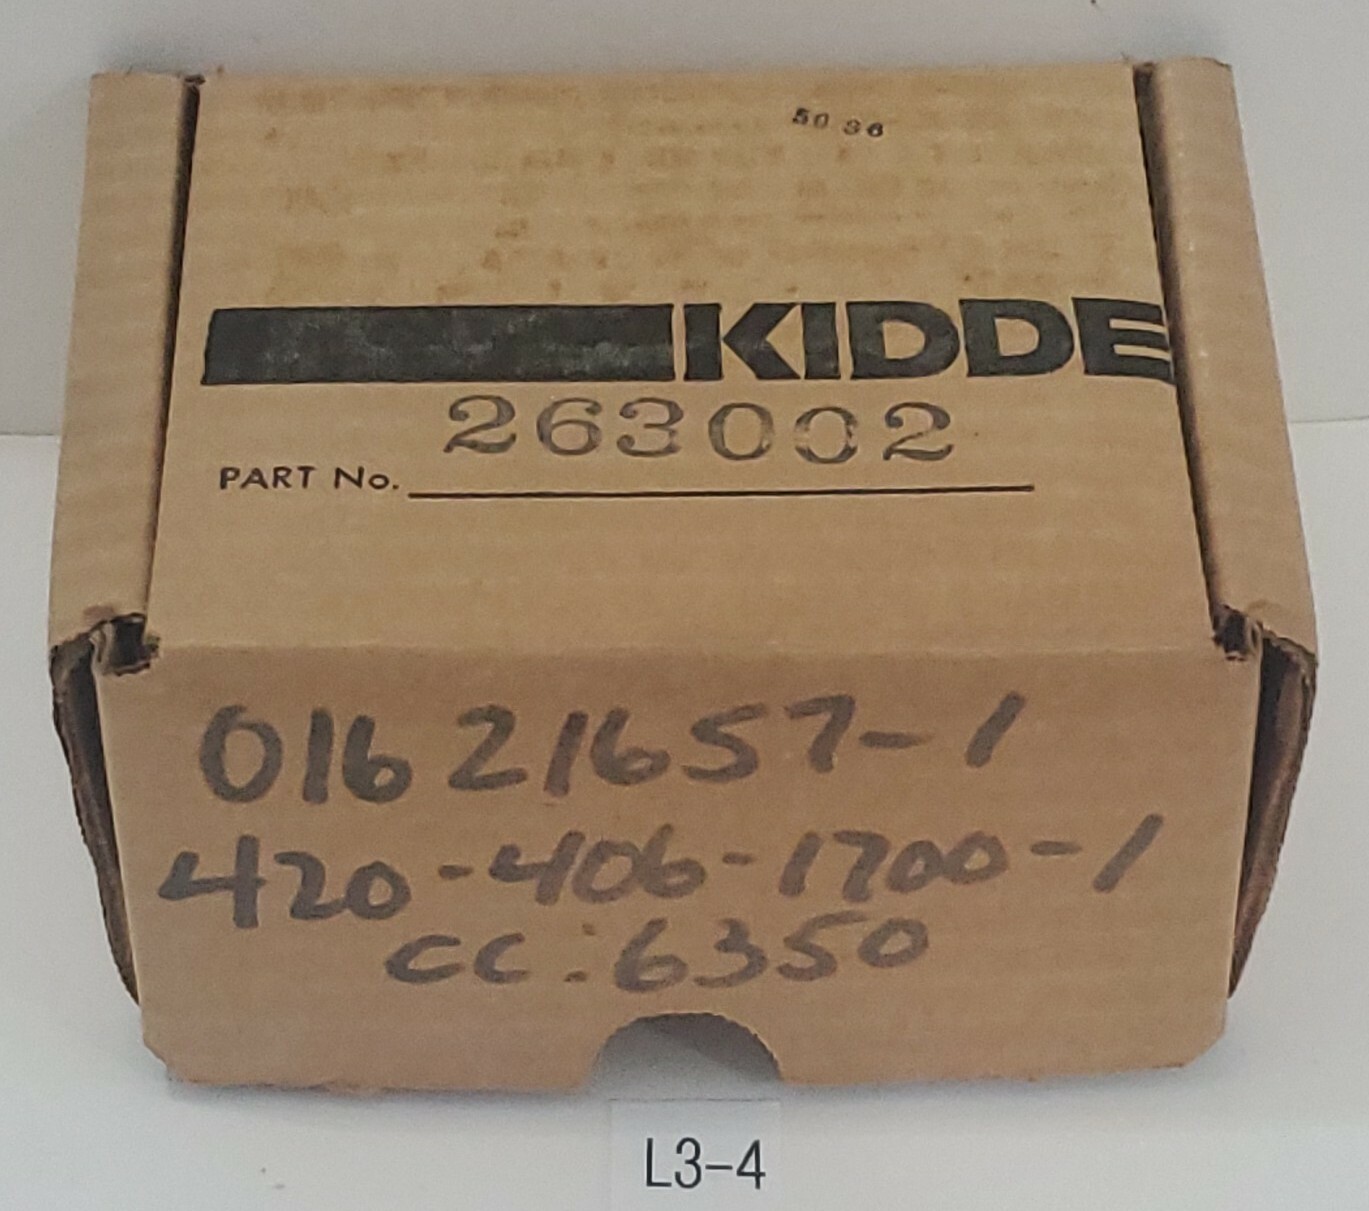 50 36
KIDDE
263002
PART No.
01621657-1
420-406-1700-1
CC:6350
L3-4